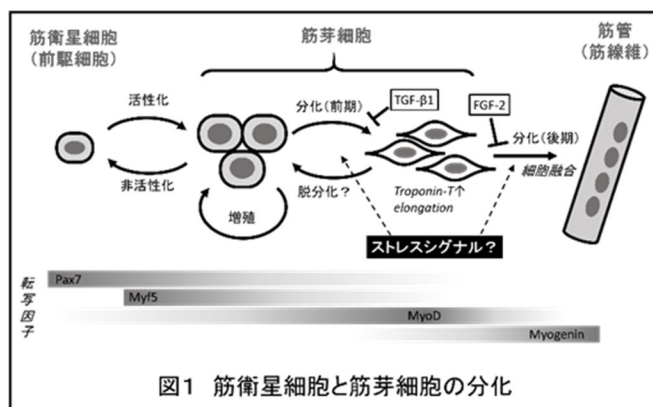 筋衛星細胞
(前駆細胞)
筋芽細胞
筋管
(筋線維)
活性化
非活性化
増殖
分化(前期)
脱分化?
TGF-β1
FGF-2
分化(後期)
細胞融合
Troponin-T↑
elongation
ストレスシグナル?
転写因子
Pax7
Myf5
MyoD
Myogenin
図1 筋衛星細胞と筋芽細胞の分化